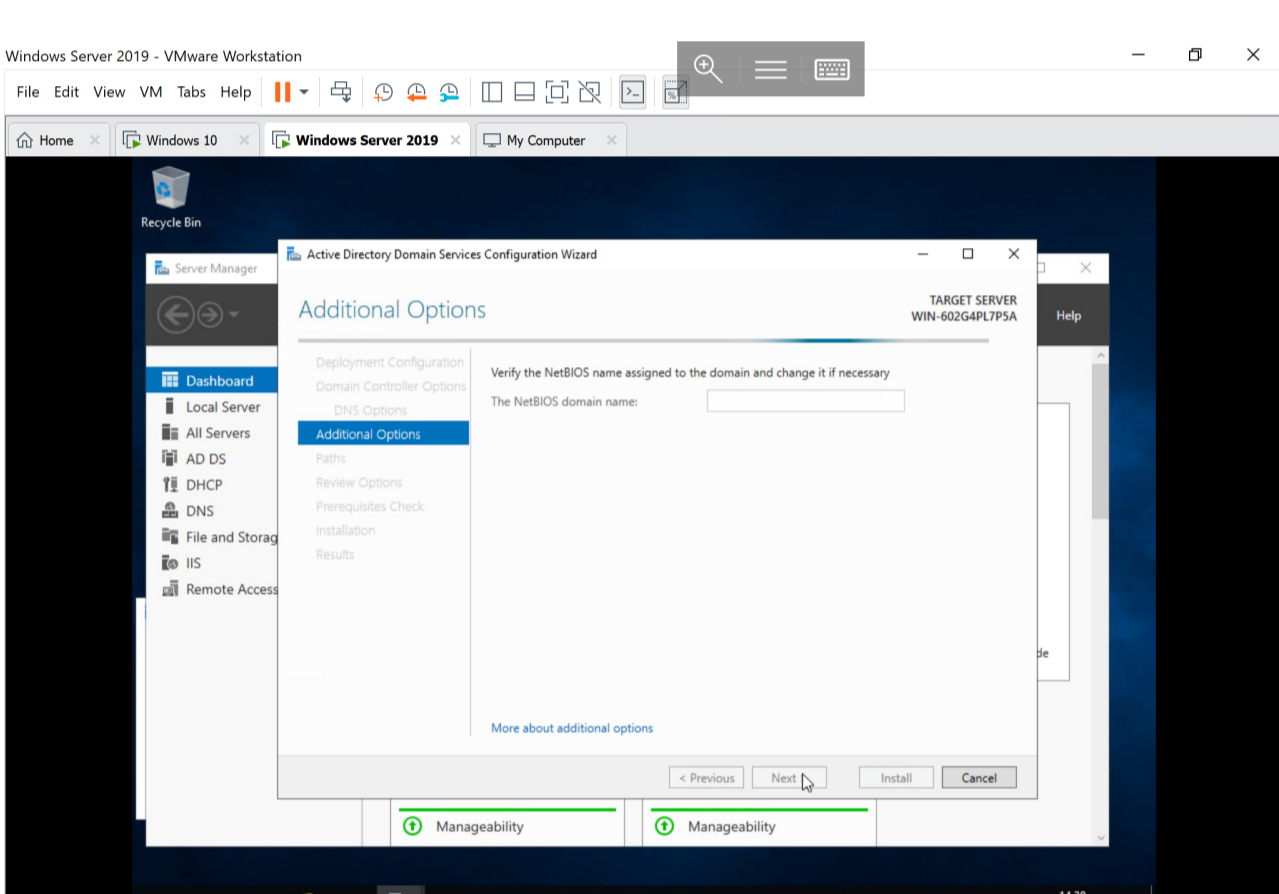 Windows Server 2019 - VMware Workstation
File Edit View VM Tabs Help
Home Windows 10 Windows Server 2019 My Computer
Recycle Bin
Server Manager
Help
Dashboard
Local Server
All Servers
AD DS
DHCP
DNS
File and Storag
IIS
Remote Access
Active Directory Domain Services Configuration Wizard
Additional Options
TARGET SERVER
WIN-602G4PL7P5A
Deployment Configuration
Domain Controller Options
DNS Options
Additional Options
Paths
Review Options
Prerequisites Check
Installation
Results
Verify the NetBIOS name assigned to the domain and change it if necessary
The NetBIOS domain name:
More about additional options
< Previous Next Install Cancel
de
Manageability Manageability